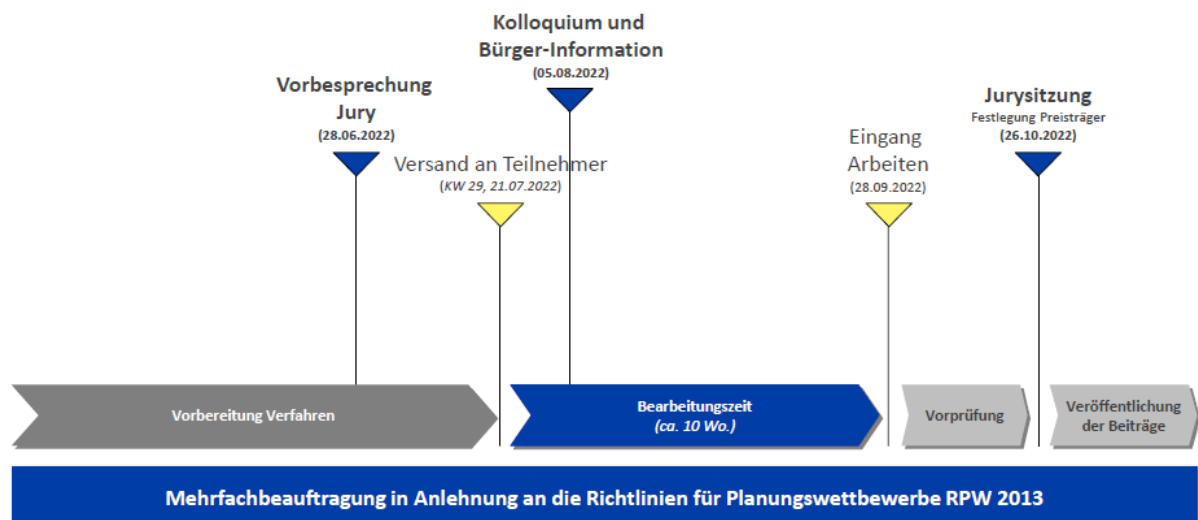 Kolloquium und
Bürger-Information
(05.08.2022)
Vorbesprechung
Jury
(28.06.2022)
Jurysitzung
Festlegung Preisträger
(26.10.2022)
Versand an Teilnehmer
(KW 29, 21.07.2022)
Eingang
Arbeiten
(28.09.2022)
Vorbereitung Verfahren
Bearbeitungszeit
(ca. 10 Wo.)
Vorprüfung
Veröffentlichung
der Beiträge
Mehrfachbeauftragung in Anlehnung an die Richtlinien für Planungswettbewerbe RPW 2013